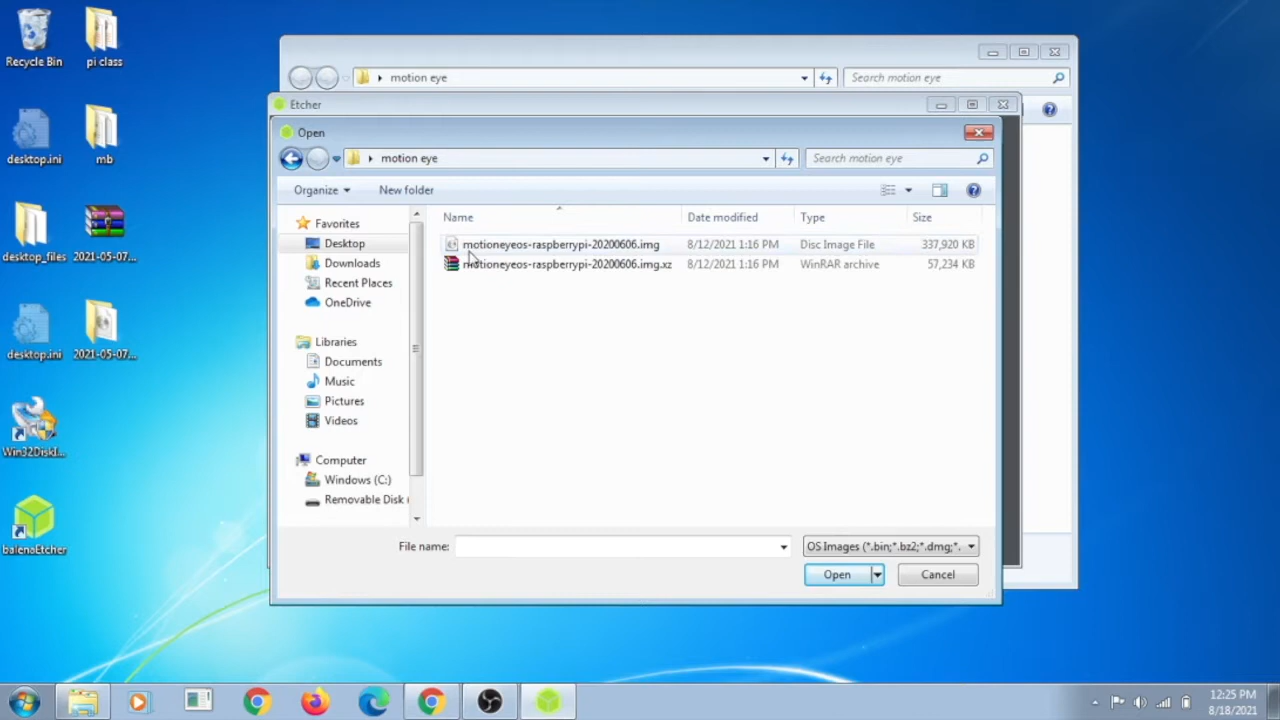 Recycle Bin
pi class
desktop.ini
mb
desktop_files
2021-05-07...
desktop.ini
2021-05-07...
Win32DiskI...
balenaEtcher
motion eye
Search motion eye
Etcher
Open
motion eye
Search motion eye
Organize
New folder
Favorites
Desktop
Downloads
Recent Places
OneDrive
Libraries
Documents
Music
Pictures
Videos
Computer
Windows (C:)
Removable Disk (
Name Date modified Type Size
motioneyeos-raspberrypi-20200606.img 8/12/2021 1:16 PM Disc Image File 337,920 KB
motioneyeos-raspberrypi-20200606.img.xz 8/12/2021 1:16 PM WinRAR archive 57,234 KB
File name:
OS Images (*.bin;*.bz2;*.dmg;*.
Open
Cancel
12:25 PM
8/18/2021